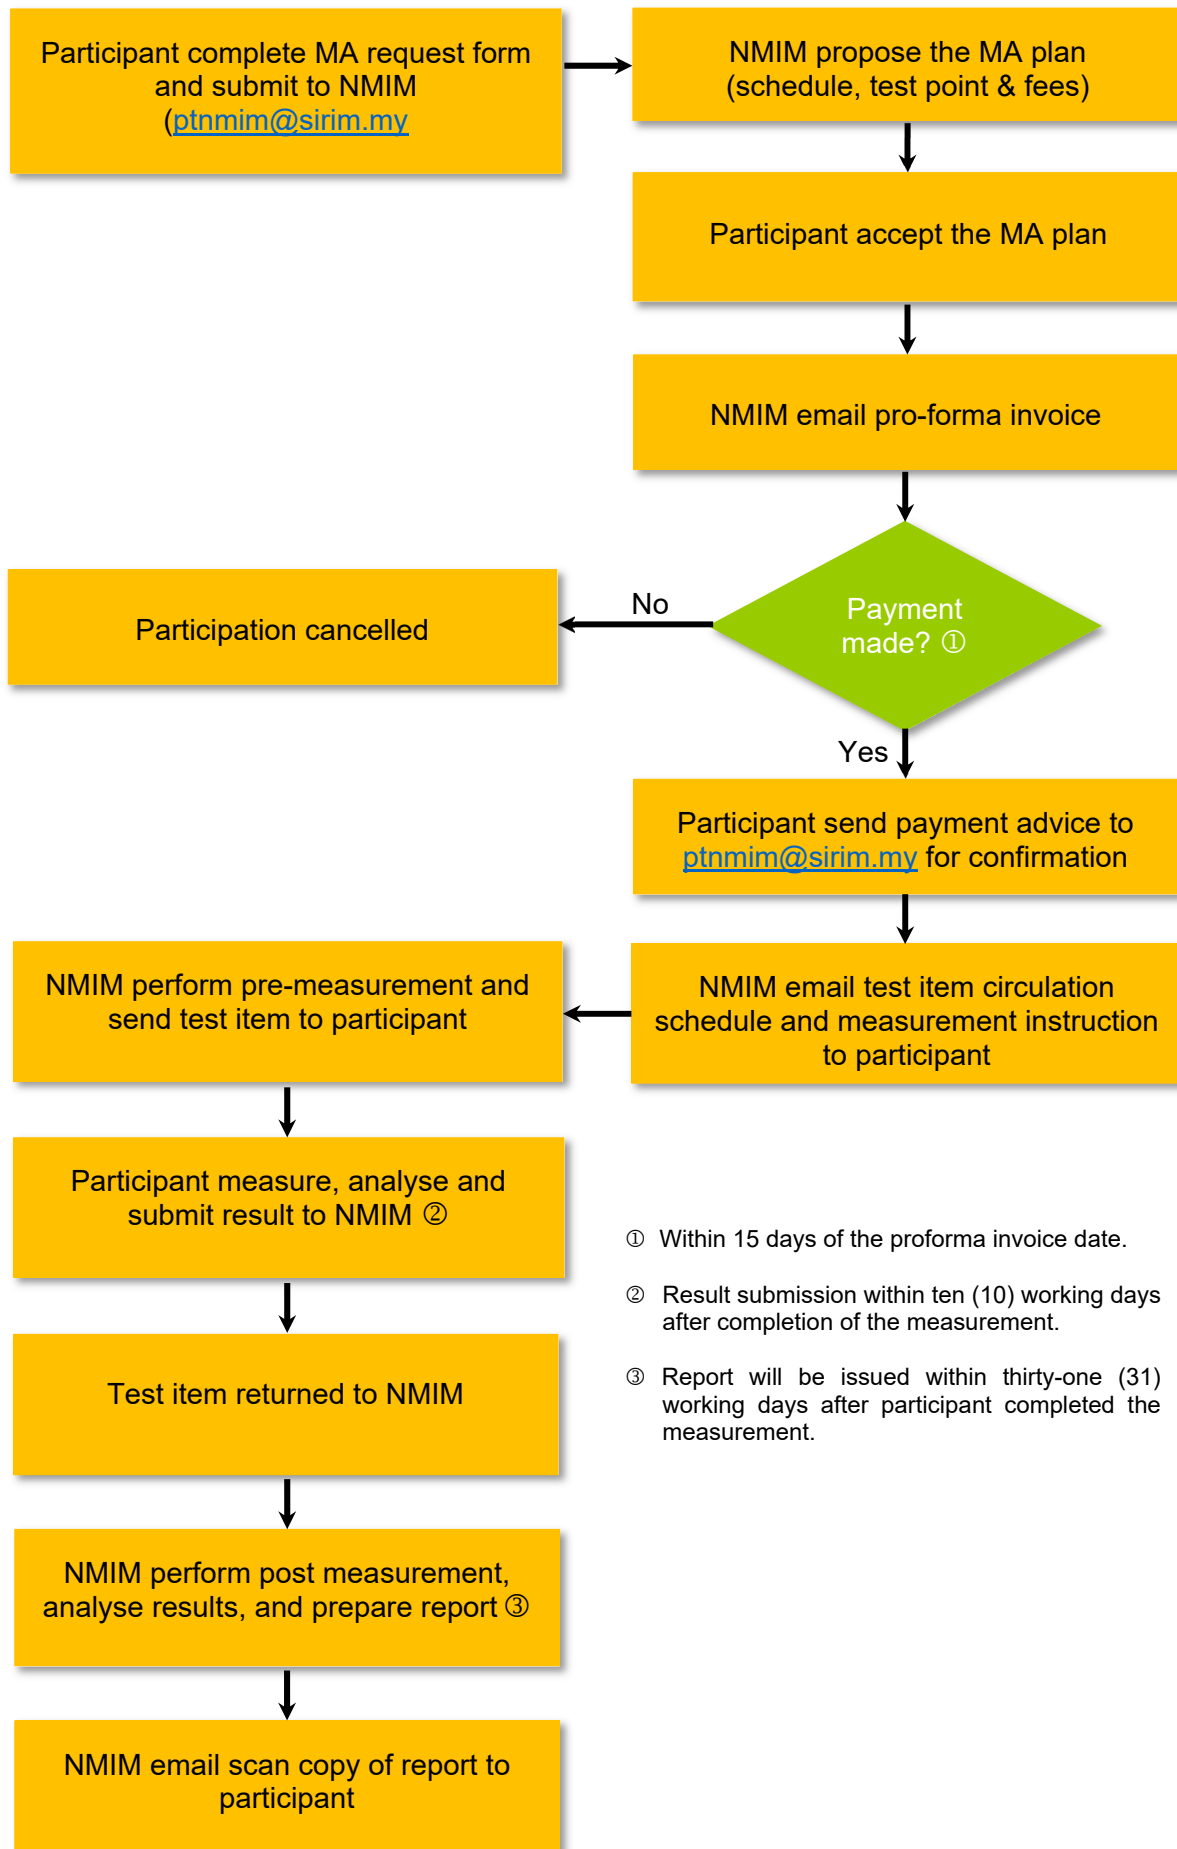 Participant complete MA request form
and submit to NMIM
(ptnmim@sirim.my
NMIM propose the MA plan
(schedule, test point & fees)
Participant accept the MA plan
NMIM email pro-forma invoice
Payment
made? ①
No
Participation cancelled
Yes
Participant send payment advice to
ptnmim@sirim.my for confirmation
NMIM email test item circulation
schedule and measurement instruction
to participant
NMIM perform pre-measurement and
send test item to participant
Participant measure, analyse and
submit result to NMIM ②
Test item returned to NMIM
NMIM perform post measurement,
analyse results, and prepare report ③
NMIM email scan copy of report to
participant
① Within 15 days of the proforma invoice date.
② Result submission within ten (10) working days
after completion of the measurement.
③ Report will be issued within thirty-one (31)
working days after participant completed the
measurement.